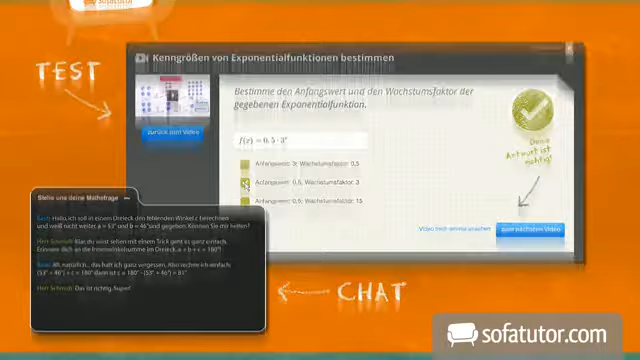 sofatutor
Kenngrößen von Exponentialfunktionen bestimmen
TEST
Bestimme den Anfangswert und den Wachstumsfaktor der
gegebenen Exponentialfunktion.
zurück zum Video
f(x) = 0,5 · 3ˣ
Deine
Antwort ist
richtig!
Anfangswert: 3; Wachstumsfaktor: 0,5
Anfangswert: 0,5; Wachstumsfaktor: 3
Anfangswert: 0,5; Wachstumsfaktor: 15
Video noch einmal ansehen
zum nächsten Video
Stelle uns deine Mathefrage
Hallo, ich soll in einem Dreieck den fehlenden Winkel c berechnen
und weiß nicht weiter. a = 53° und b = 46° sind gegeben. Können Sie mir helfen?
Herr Schmidt: Klar, du wirst sehen mit einem Trick geht es ganz einfach.
Erinnere dich an die Innenwinkelsumme im Dreieck. a + b + c = 180°!
Ah, natürlich... das hatt ich ganz vergessen. Also rechne ich einfach:
(53° + 46°) + c = 180° dann ist c = 180° - (53° + 46°) = 81°
Herr Schmidt: Das ist richtig. Super!
CHAT
sofatutor.com